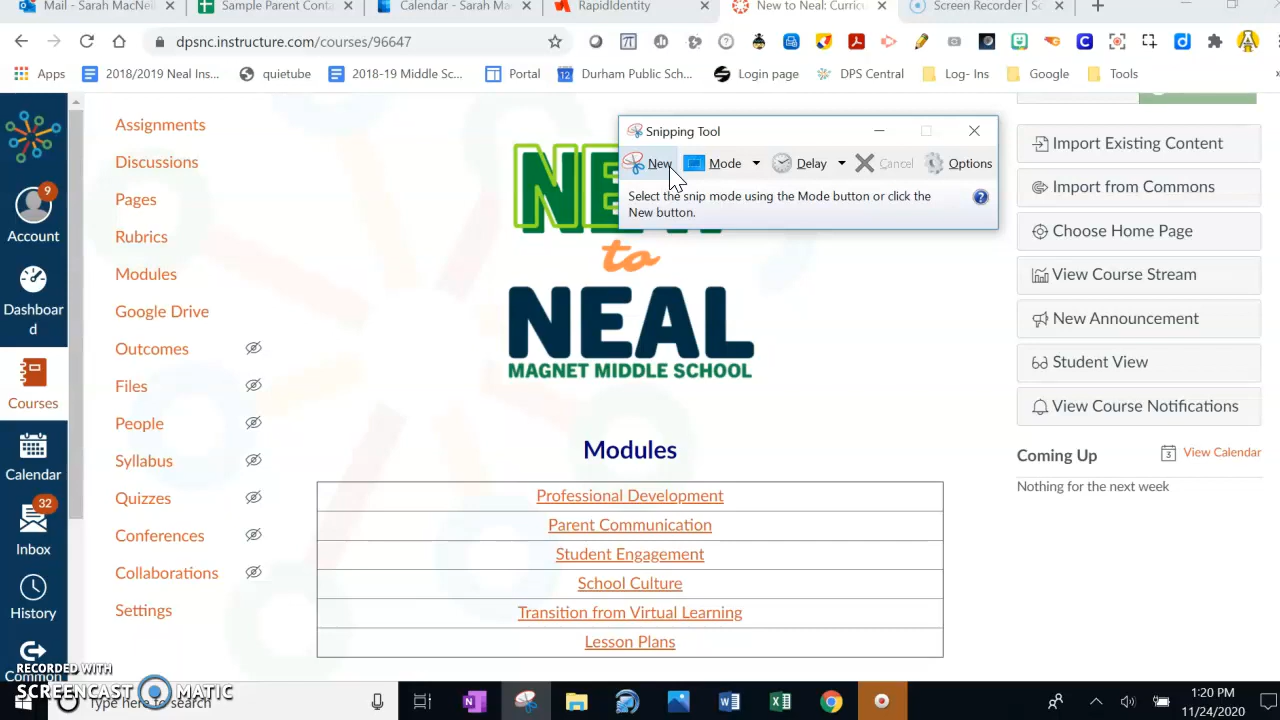 Mail - Sarah MacNeil
Sample Parent Conta
Calendar - Sarah Ma
RapidIdentity
New to Neal: Curricu
Screen Recorder | So
dpsnc.instructure.com/courses/96647
Apps
2018/2019 Neal Ins...
quietube
2018-19 Middle Sc...
Portal
12
Durham Public Sch...
Login page
DPS Central
Log- Ins
Google
Tools
9
Account
Dashboar
d
Courses
Calendar
32
Inbox
History
Common
Assignments
Discussions
Pages
Rubrics
Modules
Google Drive
Outcomes
Files
People
Syllabus
Quizzes
Conferences
Collaborations
Settings
Snipping Tool
New
Mode
Delay
Cancel
Options
Select the snip mode using the Mode button or click the
New button.
to
NEAL
MAGNET MIDDLE SCHOOL
Modules
Professional Development
Parent Communication
Student Engagement
School Culture
Transition from Virtual Learning
Lesson Plans
Import Existing Content
Import from Commons
Choose Home Page
View Course Stream
New Announcement
Student View
View Course Notifications
Coming Up
3
View Calendar
Nothing for the next week
RECORDED WITH
SCREENCAST MATIC
Type here to search
1:20 PM
11/24/2020